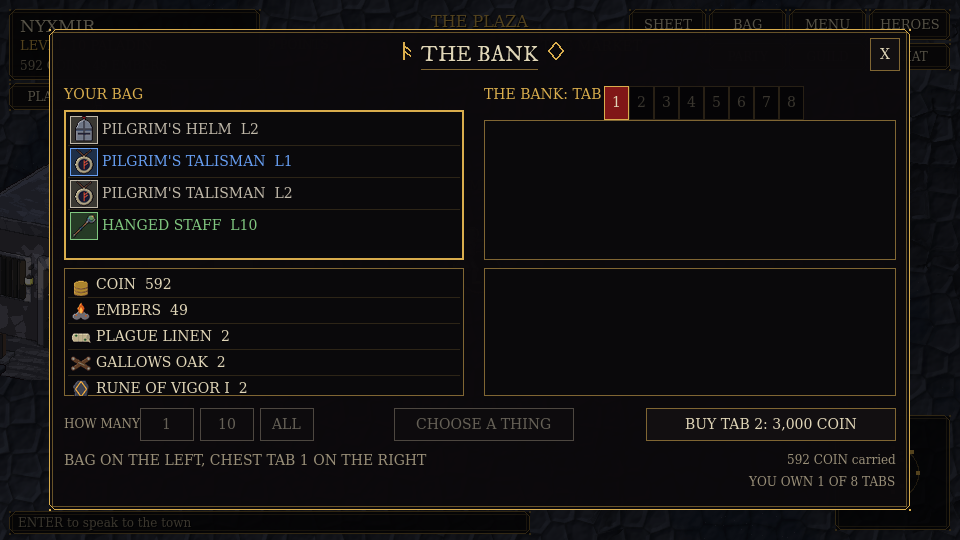 NYXMIR
THE PLAZA
SHEET
BAG
MENU
HEROES
THE BANK
X
YOUR BAG
PILGRIM'S HELM L2
PILGRIM'S TALISMAN L1
PILGRIM'S TALISMAN L2
HANGED STAFF L10
COIN 592
EMBERS 49
PLAGUE LINEN 2
GALLOWS OAK 2
RUNE OF VIGOR I 2
THE BANK: TAB 1 2 3 4 5 6 7 8
HOW MANY 1 10 ALL
CHOOSE A THING
BUY TAB 2: 3,000 COIN
BAG ON THE LEFT, CHEST TAB 1 ON THE RIGHT
592 COIN carried
YOU OWN 1 OF 8 TABS
ENTER to speak to the town